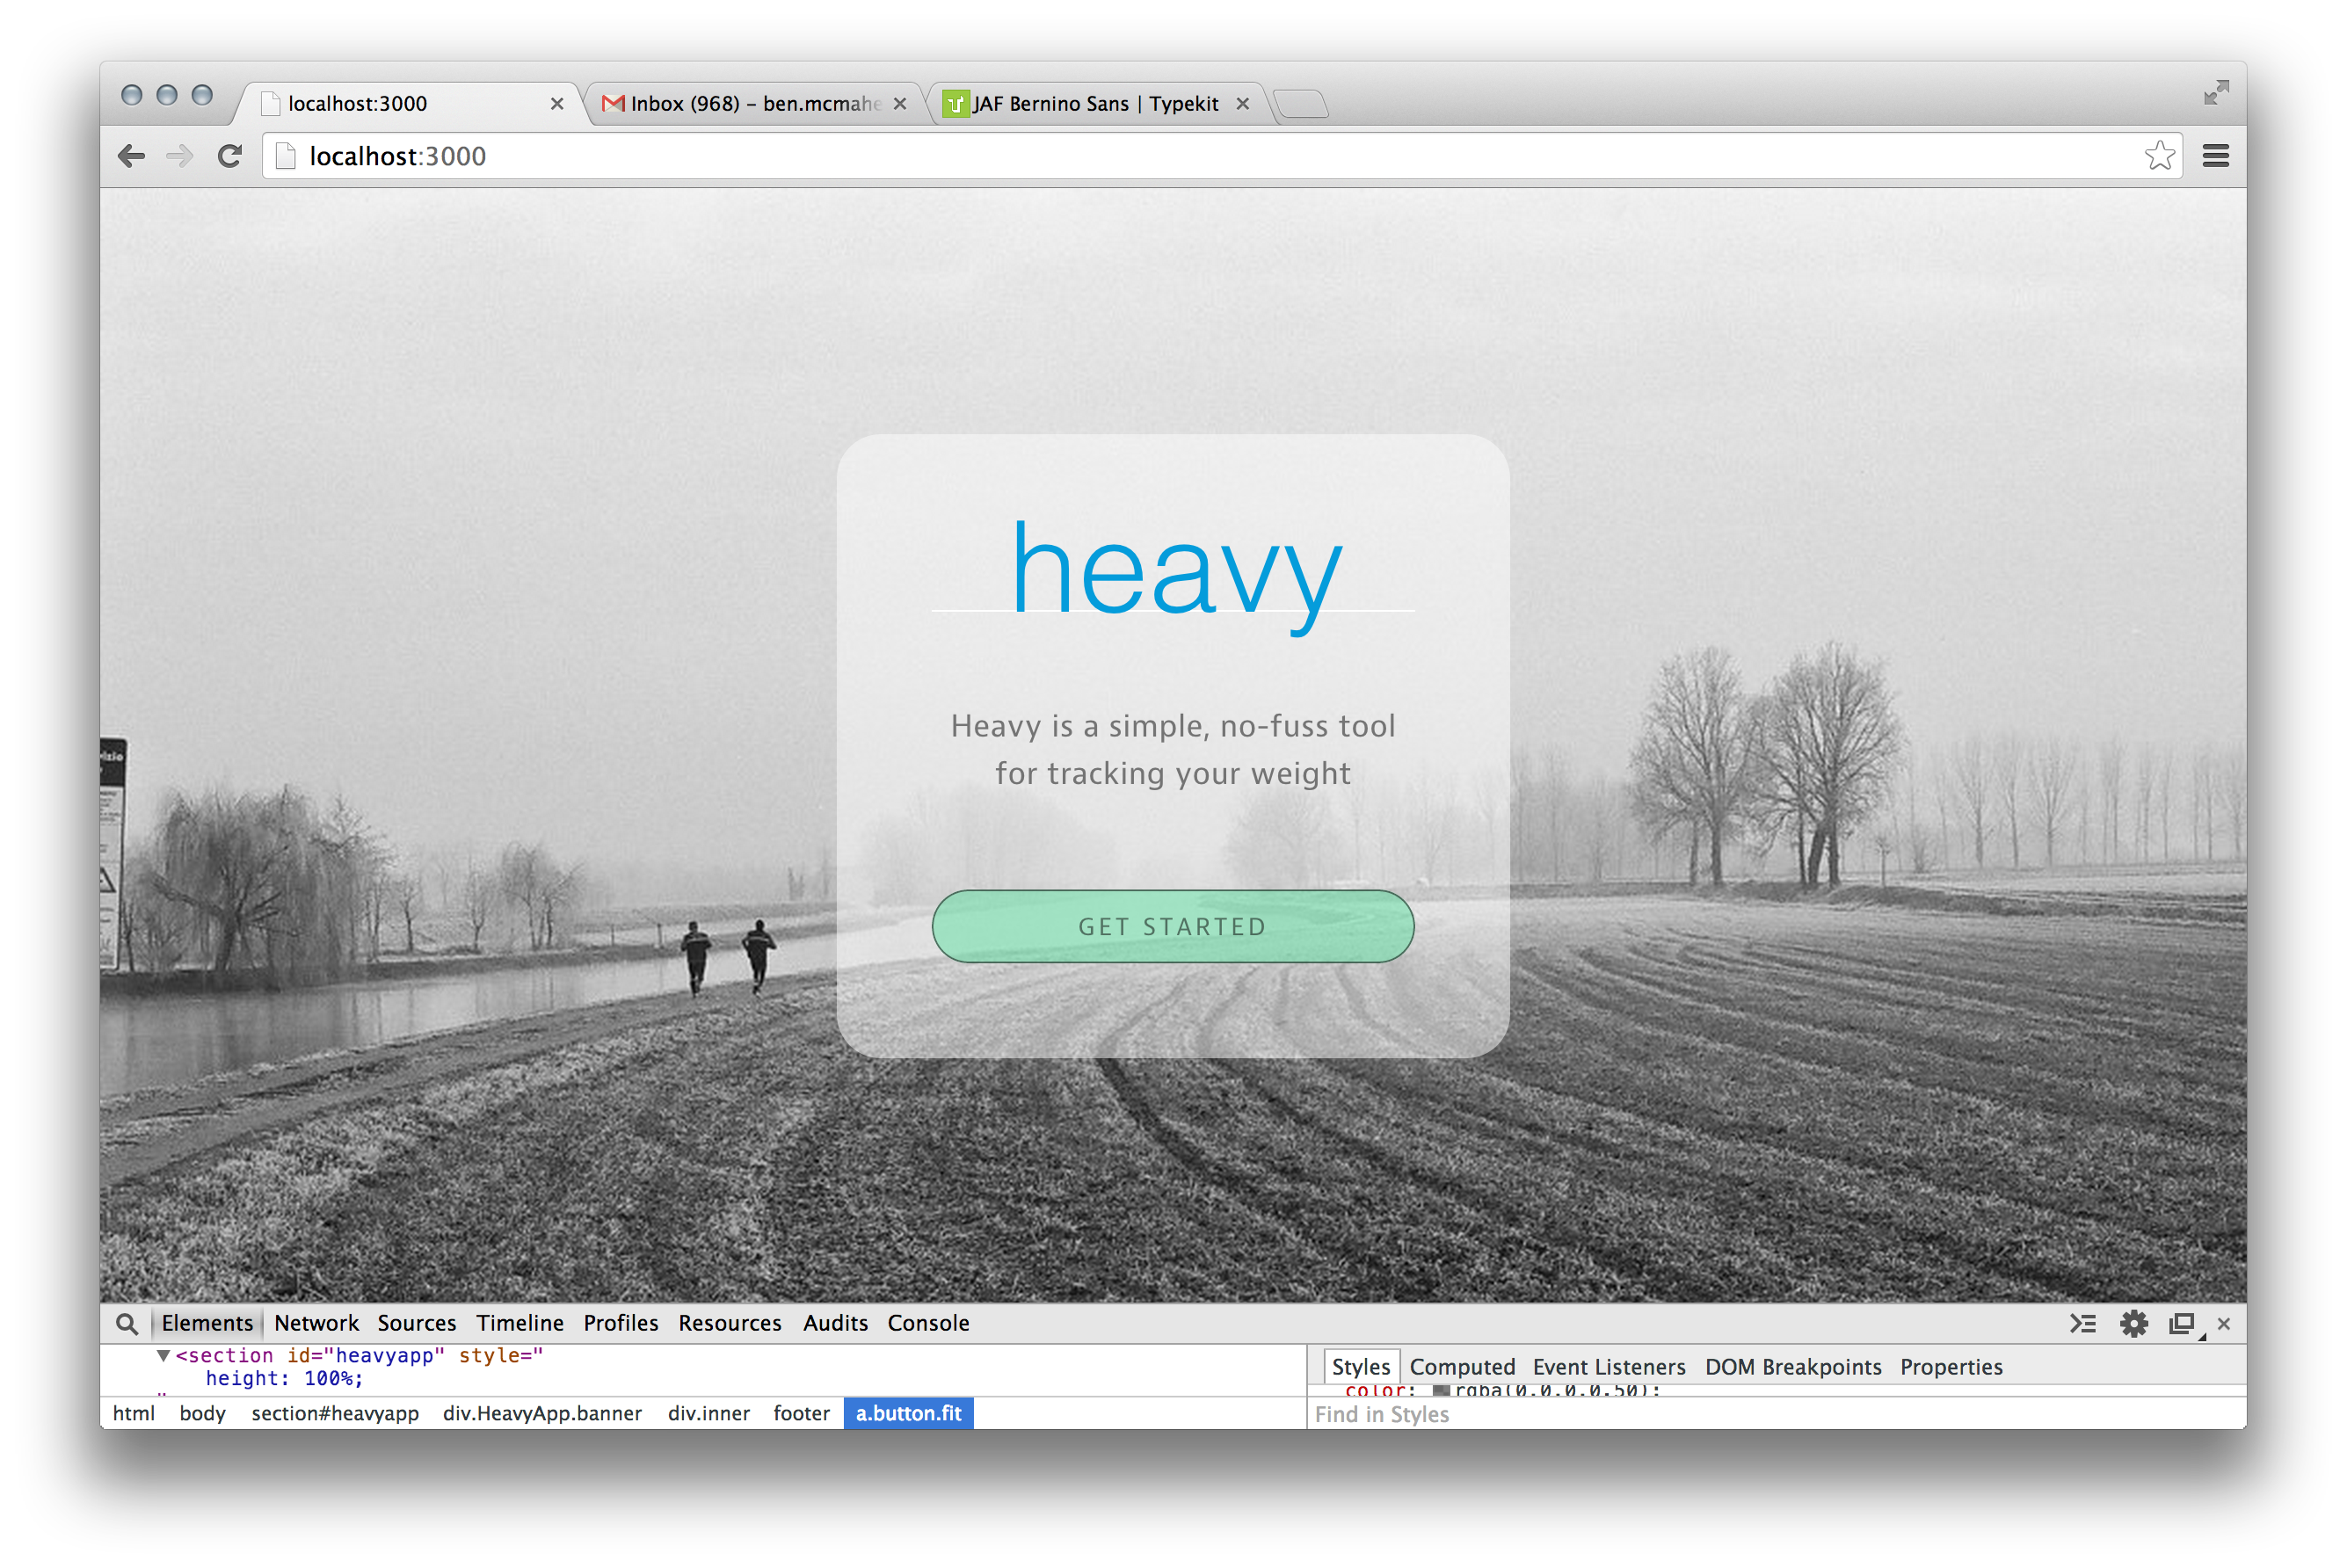 localhost:3000
Inbox (968) – ben.mcmahe
JAF Bernino Sans | Typekit
localhost:3000
heavy
Heavy is a simple, no-fuss tool
for tracking your weight
GET STARTED
Elements Network Sources Timeline Profiles Resources Audits Console
<section id="heavyapp" style="
height: 100%;
"
html body section#heavyapp div.HeavyApp.banner div.inner footer a.button.fit
Styles Computed Event Listeners DOM Breakpoints Properties
color: rgba(0,0,0,0.50);
Find in Styles